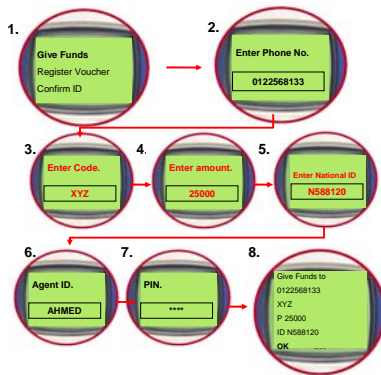 1.
Give Funds
Register Voucher
Confirm ID
2.
Enter Phone No.
0122568133
3.
Enter Code.
XYZ
4.
Enter amount.
25000
5.
Enter National ID
N588120
6.
Agent ID.
AHMED
7.
PIN.
****
8.
Give Funds to
0122568133
XYZ
P 25000
ID N588120
OK